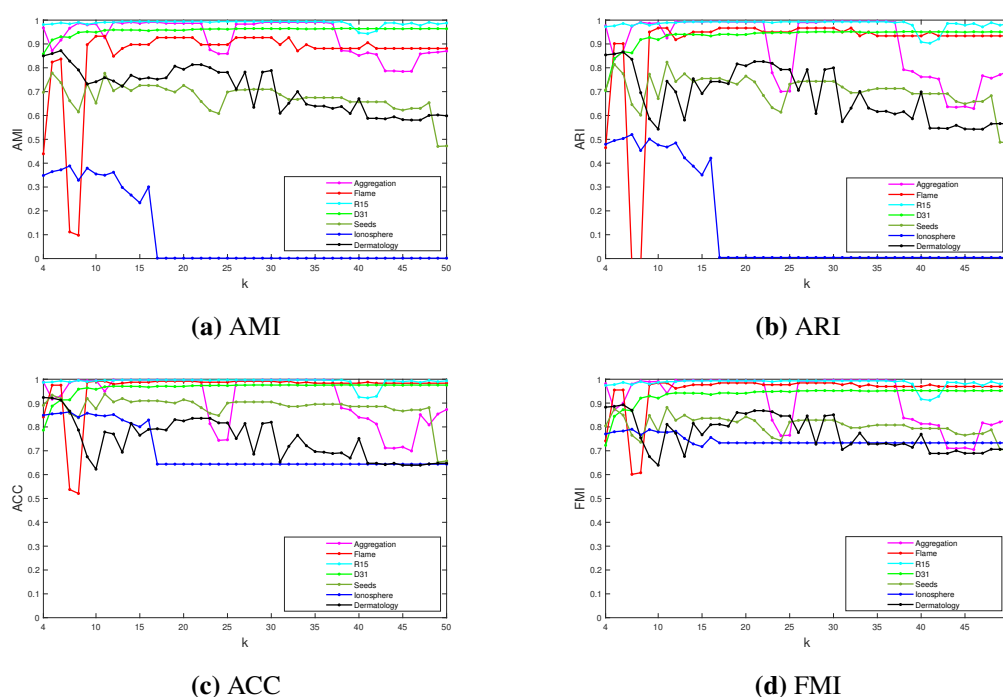 1
0.9
0.8
0.7
0.6
0.5
0.4
0.3
0.2
0.1
0
AMI
4 10 15 20 25 30 35 40 45 50
k
Aggregation
Flame
R15
D31
Seeds
Ionosphere
Dermatology
(a) AMI
1
0.9
0.8
0.7
0.6
0.5
0.4
0.3
0.2
0.1
0
ARI
4 10 15 20 25 30 35 40 45
k
Aggregation
Flame
R15
D31
Seeds
Ionosphere
Dermatology
(b) ARI
1
0.9
0.8
0.7
0.6
0.5
0.4
0.3
0.2
0.1
0
ACC
4 10 15 20 25 30 35 40 45 50
k
Aggregation
Flame
R15
D31
Seeds
Ionosphere
Dermatology
(c) ACC
1
0.9
0.8
0.7
0.6
0.5
0.4
0.3
0.2
0.1
0
FMI
4 10 15 20 25 30 35 40 45
k
Aggregation
Flame
R15
D31
Seeds
Ionosphere
Dermatology
(d) FMI